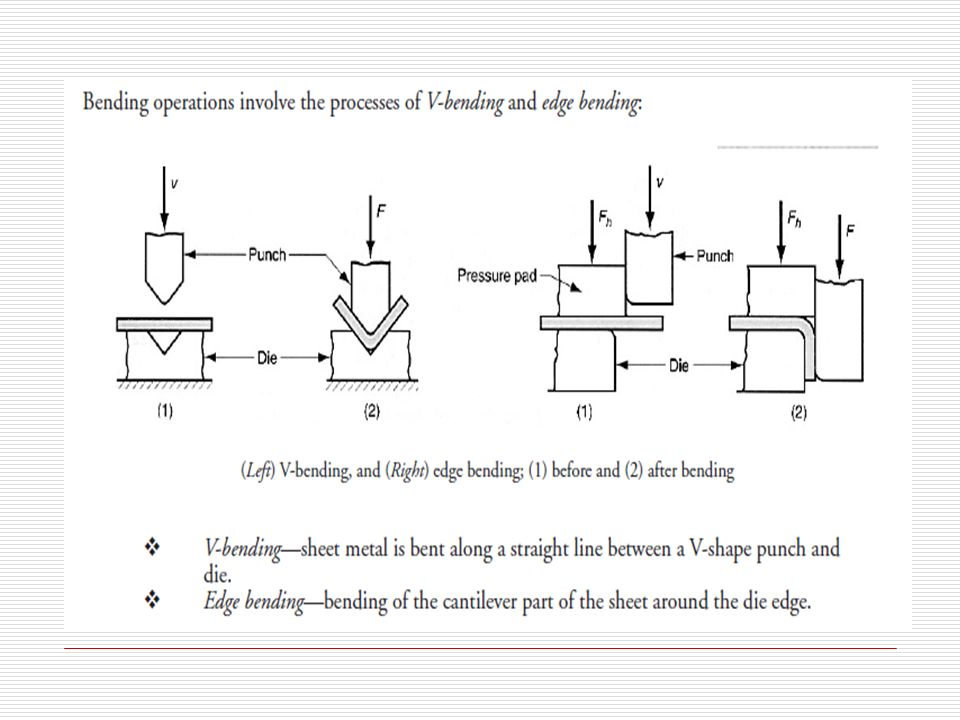 Bending operations involve the processes of V-bending and edge bending:
v
F
Punch
Die
(1)
(2)
v
Fh
Fh
F
Punch
Pressure pad
Die
(1)
(2)
(Left) V-bending, and (Right) edge bending; (1) before and (2) after bending
❖ V-bending—sheet metal is bent along a straight line between a V-shape punch and
die.
❖ Edge bending—bending of the cantilever part of the sheet around the die edge.